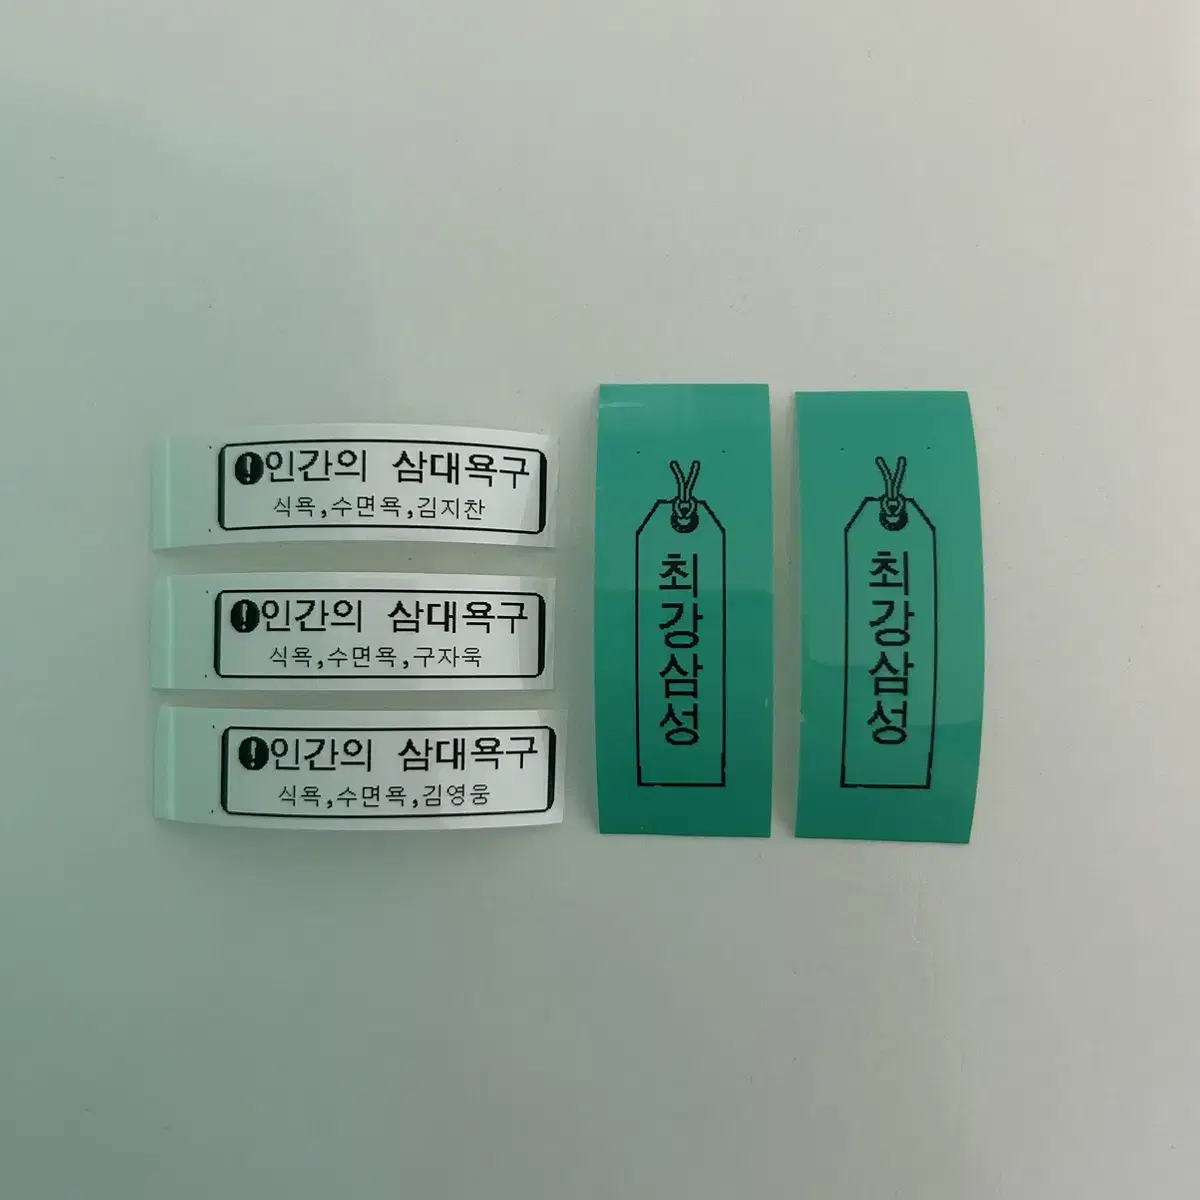 !인간의 삼대욕구
식욕,수면욕,김지찬
!인간의 삼대욕구
식욕,수면욕,구자욱
!인간의 삼대욕구
식욕,수면욕,김영웅
최강삼성
최강삼성